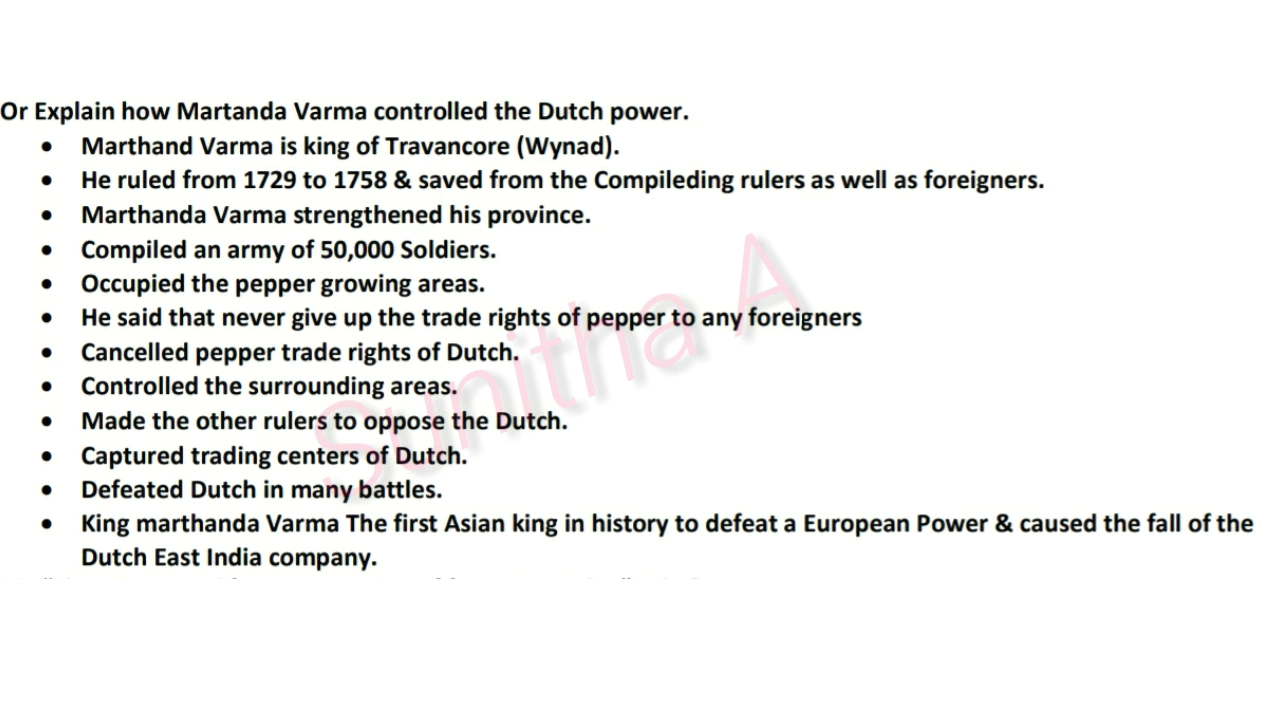 Or Explain how Martanda Varma controlled the Dutch power.
• Marthand Varma is king of Travancore (Wynad).
• He ruled from 1729 to 1758 & saved from the Compileding rulers as well as foreigners.
• Marthanda Varma strengthened his province.
• Compiled an army of 50,000 Soldiers.
• Occupied the pepper growing areas.
• He said that never give up the trade rights of pepper to any foreigners
• Cancelled pepper trade rights of Dutch.
• Controlled the surrounding areas.
• Made the other rulers to oppose the Dutch.
• Captured trading centers of Dutch.
• Defeated Dutch in many battles.
• King marthanda Varma The first Asian king in history to defeat a European Power & caused the fall of the
Dutch East India company.
Sunitha A